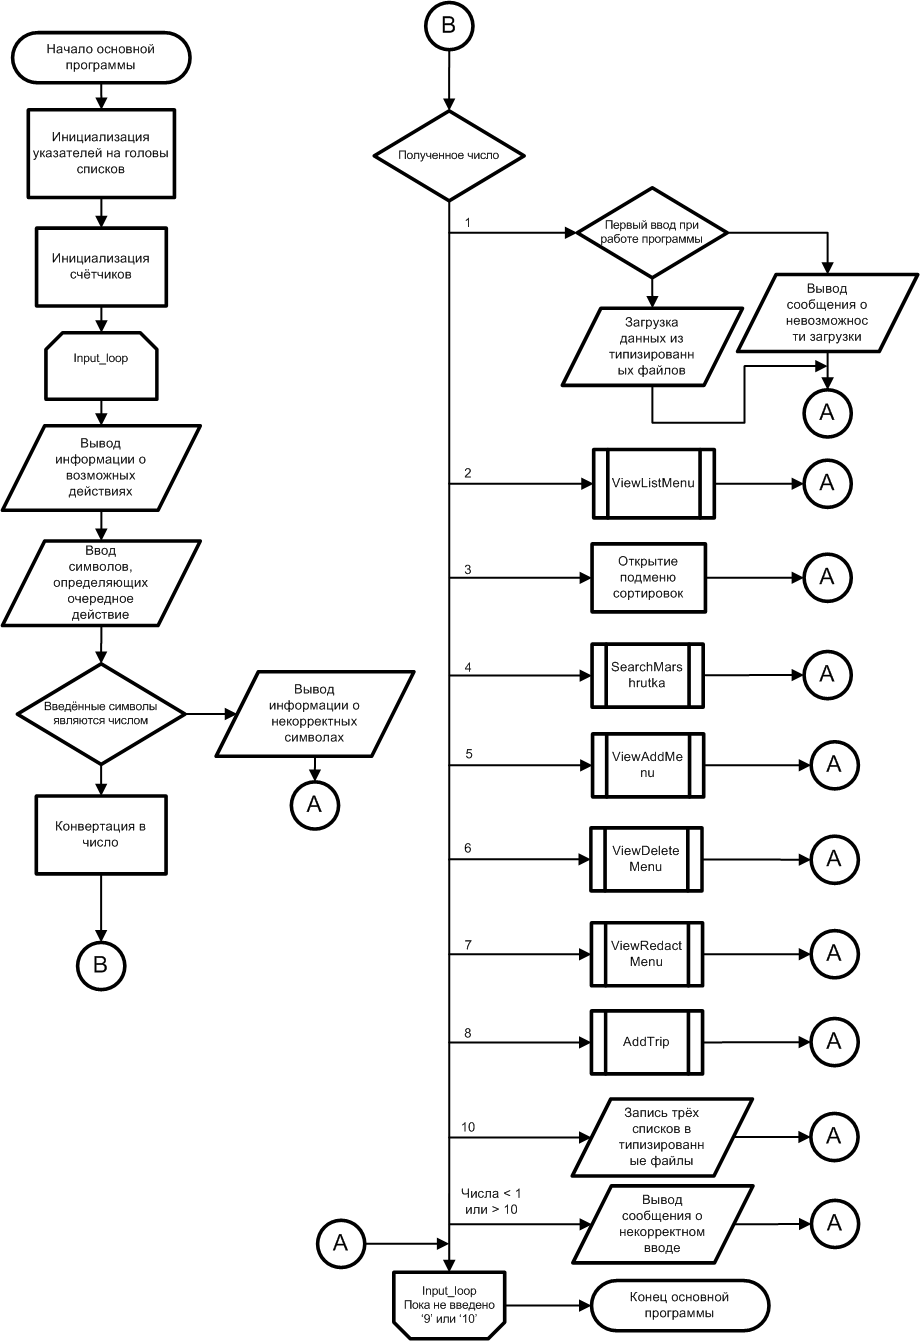 Начало основной
программы
Инициализация
указателей на головы
списков
Инициализация
счётчиков
Input_loop
Вывод
информации о
возможных
действиях
Ввод
символов,
определяющих
очередное
действие
Введённые символы
являются числом
Вывод
информации о
некорректных
символах
A
Конвертация в
число
B
B
Полученное число
1
Первый ввод при
работе программы
Загрузка
данных из
типизированн
ых файлов
Вывод
сообщения о
невозможнос
ти загрузки
A
2
ViewListMenu
A
3
Открытие
подменю
сортировок
A
4
SearchMars
hrutka
A
5
ViewAddMe
nu
A
6
ViewDelete
Menu
A
7
ViewRedact
Menu
A
8
AddTrip
A
10
Запись трёх
списков в
типизированн
ые файлы
A
Числа < 1
или > 10
Вывод
сообщения о
некорректном
вводе
A
A
Input_loop
Пока не введено
‘9’ или ‘10’
Конец основной
программы